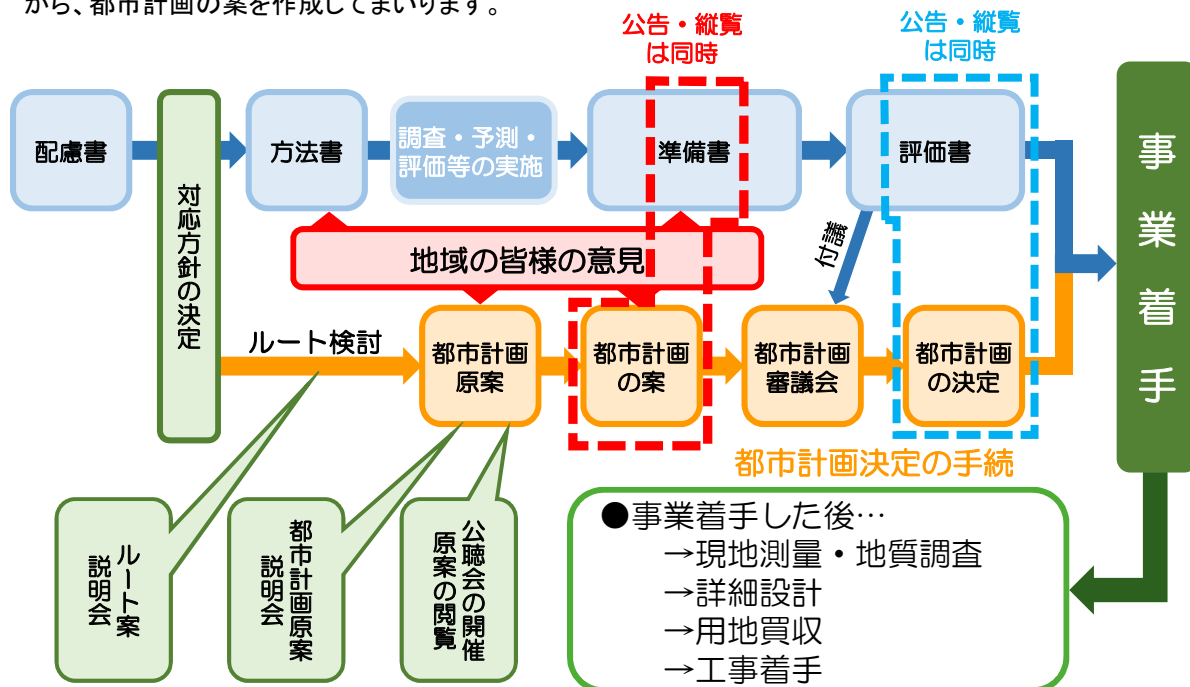 から、都市計画の案を作成してまいります。
公告・縦覧
は同時
公告・縦覧
は同時
配慮書
対応方針の決定
方法書
調査・予測・
評価等の実施
準備書
評価書
事業着手
地域の皆様の意見
付議
ルート検討
都市計画
原案
都市計画
の案
都市計画
審議会
都市計画
の決定
都市計画決定の手続
ルート案
説明会
都市計画原案
説明会
公聴会の開催
原案の閲覧
●事業着手した後…
→現地測量・地質調査
→詳細設計
→用地買収
→工事着手